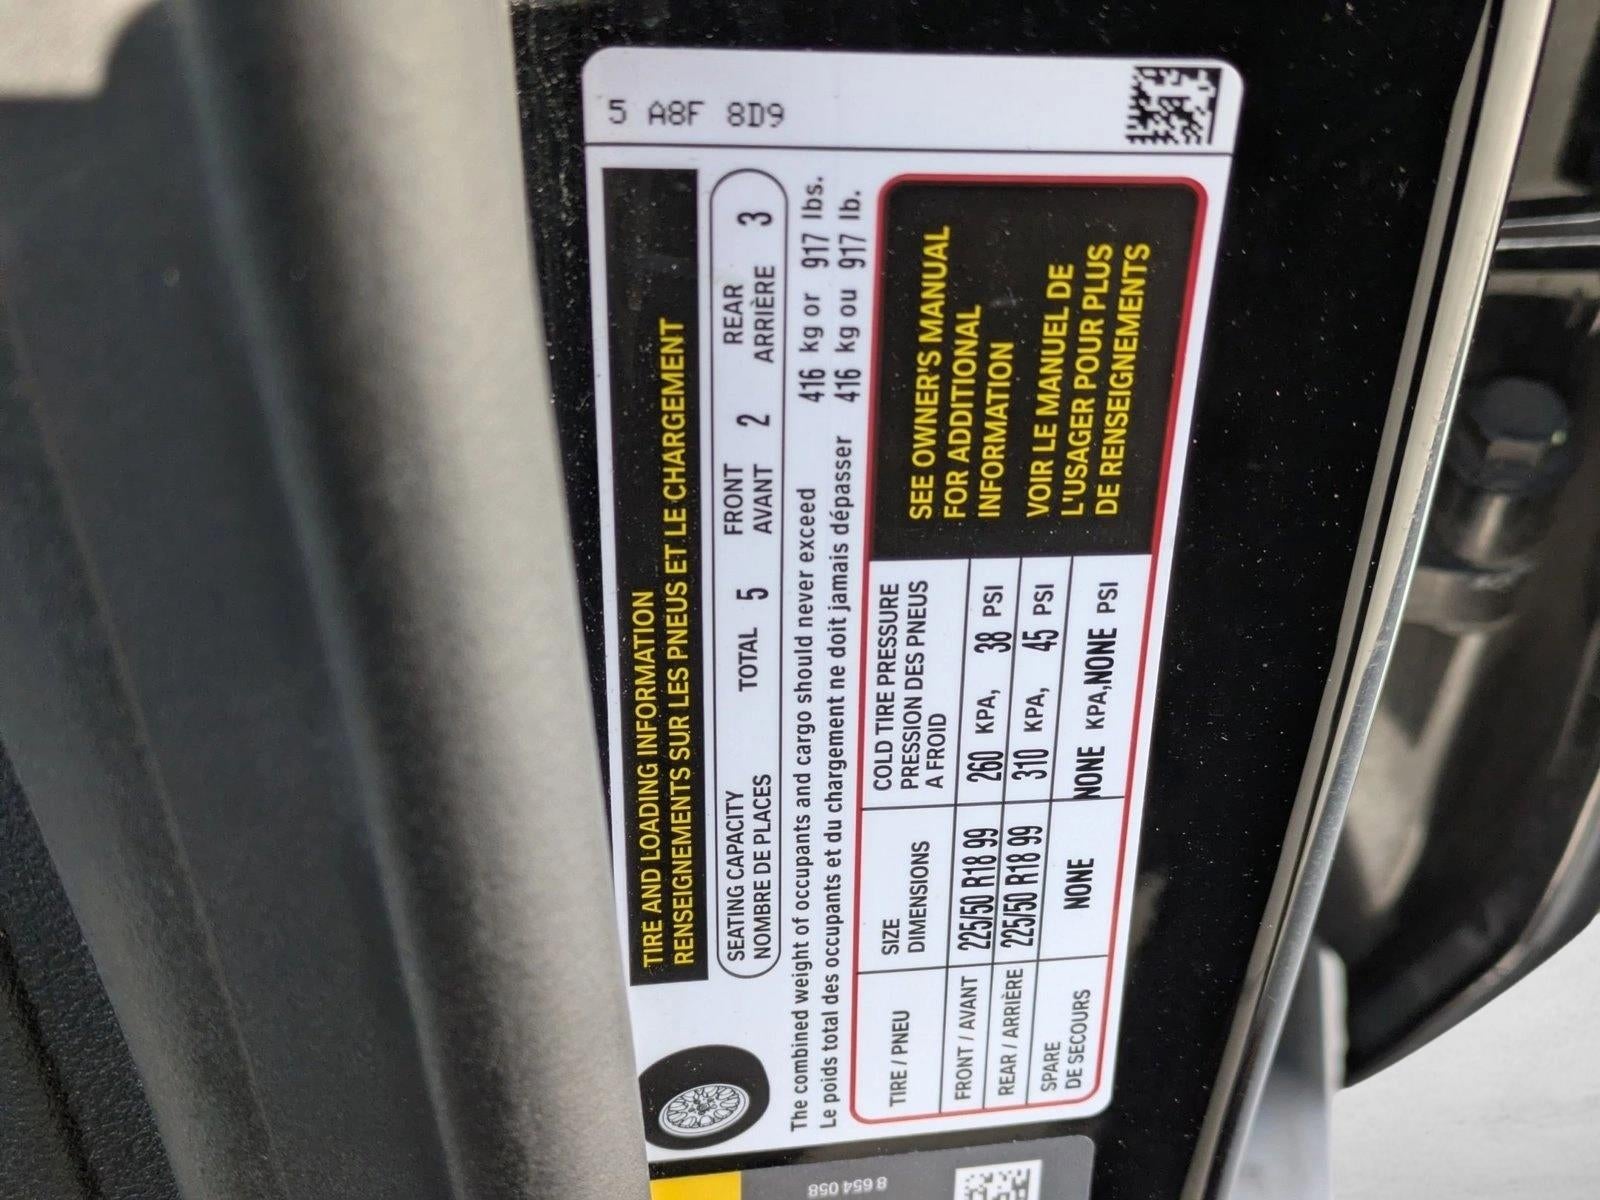 5 A8F 8D9
TIRE AND LOADING INFORMATION
RENSEIGNEMENTS SUR LES PNEUS ET LE CHARGEMENT
SEATING CAPACITY TOTAL 5 FRONT 2 REAR 3
NOMBRE DE PLACES AVANT ARRIÈRE
The combined weight of occupants and cargo should never exceed 416 kg or 917 lbs.
Le poids total des occupants et du chargement ne doit jamais dépasser 416 kg ou 917 lb.
TIRE / PNEU
SIZE
DIMENSIONS
COLD TIRE PRESSURE
PRESSION DES PNEUS
A FROID
FRONT / AVANT 225/50 R18 99 260 KPA, 38 PSI
REAR / ARRIÈRE 225/50 R18 99 310 KPA, 45 PSI
SPARE
DE SECOURS NONE NONE KPA,NONE PSI
SEE OWNER'S MANUAL
FOR ADDITIONAL
INFORMATION
VOIR LE MANUEL DE
L'USAGER POUR PLUS
DE RENSEIGNEMENTS
8 654 058